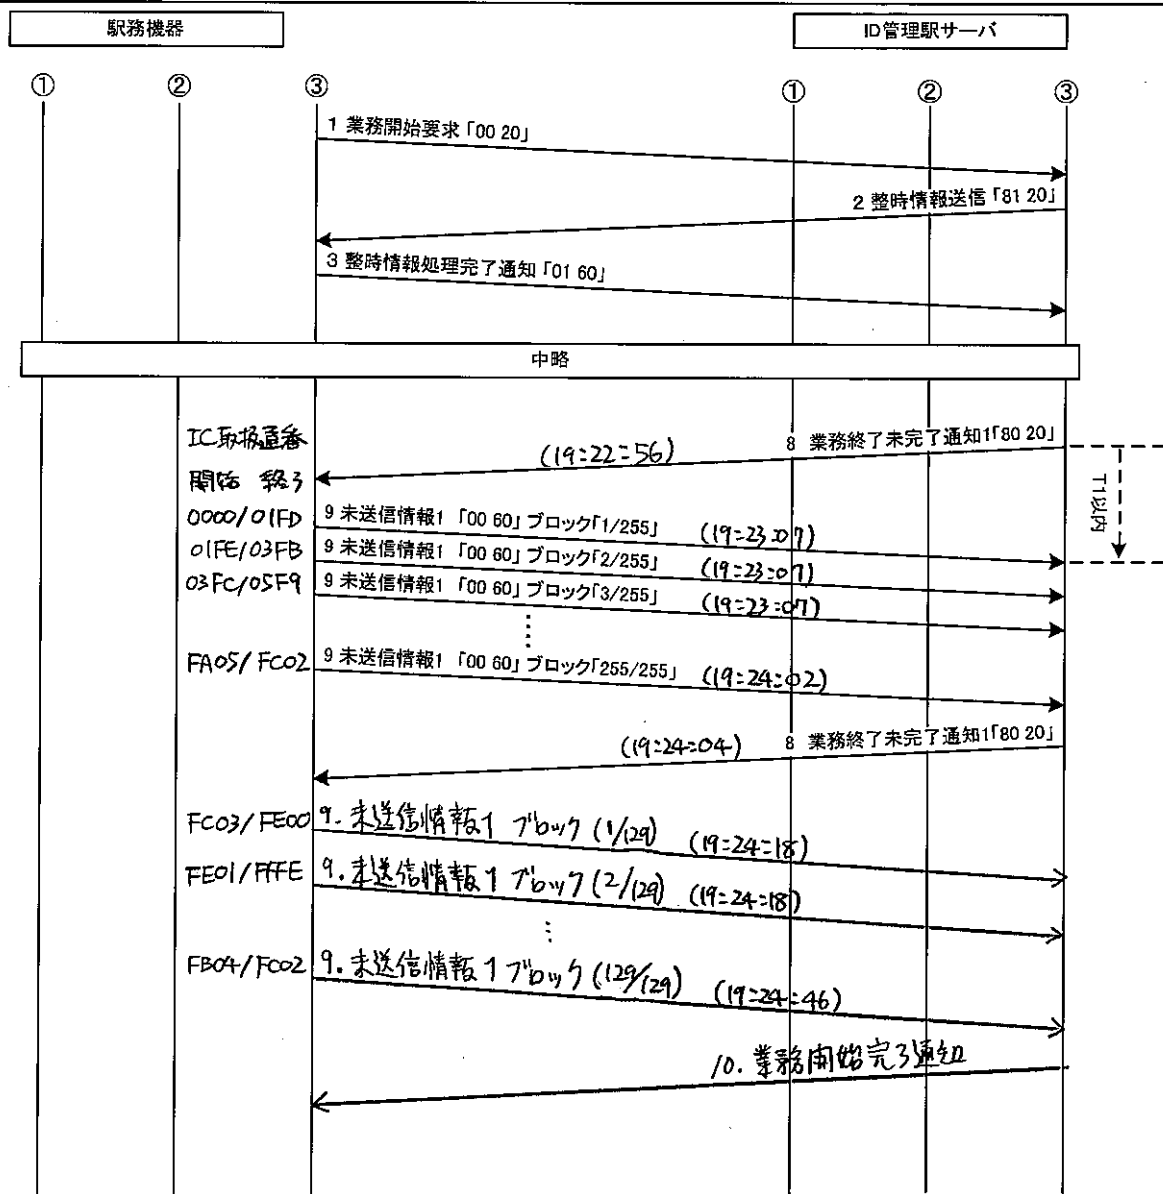 駅務機器
ID管理駅サーバ
① ② ③ ① ② ③
1 業務開始要求「00 20」
2 整時情報送信「81 20」
3 整時情報処理完了通知「01 60」
中略
IC取扱通番
開始 終了
8 業務終了未完了通知1「80 20」
(19:22:56)
T1以内
0000/01FD 9 未送信情報1 「00 60」ブロック「1/255」 (19:23:07)
01FE/03FB 9 未送信情報1 「00 60」ブロック「2/255」 (19:23:07)
03FC/05F9 9 未送信情報1 「00 60」ブロック「3/255」 (19:23:07)
FA05/FC02 9 未送信情報1 「00 60」ブロック「255/255」 (19:24:02)
(19:24:04) 8 業務終了未完了通知1「80 20」
FC03/FE00 9. 未送信情報1 ブロック (1/129) (19:24:18)
FE01/FFFE 9. 未送信情報1 ブロック (2/129) (19:24:18)
FB04/FC02 9. 未送信情報1 ブロック (129/129) (19:24:46)
10. 業務開始完了通知